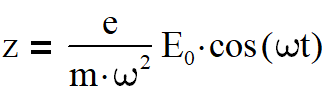 z = e / (m·ω²) E₀·cos(ωt)